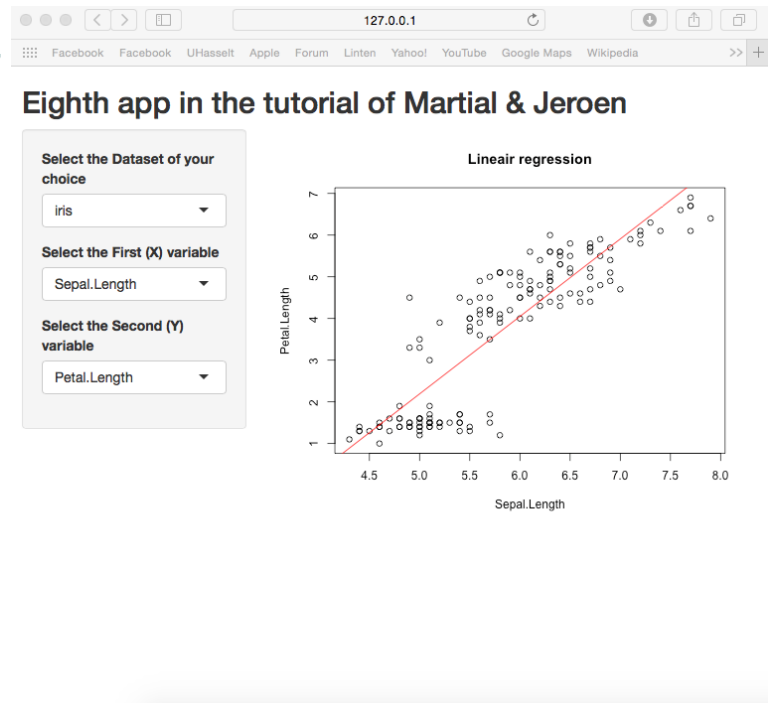 127.0.0.1
Facebook Facebook UHasselt Apple Forum Linten Yahoo! YouTube Google Maps Wikipedia >> +
Eighth app in the tutorial of Martial & Jeroen
Select the Dataset of your
choice
iris
Select the First (X) variable
Sepal.Length
Select the Second (Y)
variable
Petal.Length
Lineair regression
Petal.Length
7
6
5
4
3
2
1
4.5 5.0 5.5 6.0 6.5 7.0 7.5 8.0
Sepal.Length